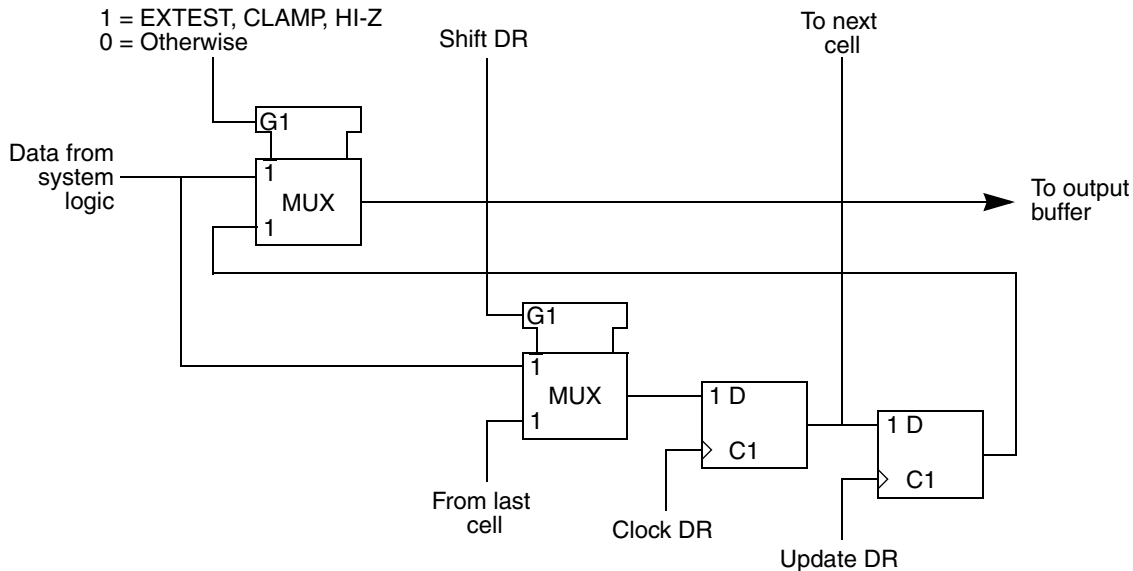 1 = EXTEST, CLAMP, HI-Z
0 = Otherwise
Shift DR
To next
cell
G1
Data from
system
logic
1
MUX
1
To output
buffer
G1
1
MUX
1
1 D
C1
1 D
C1
From last
cell
Clock DR
Update DR